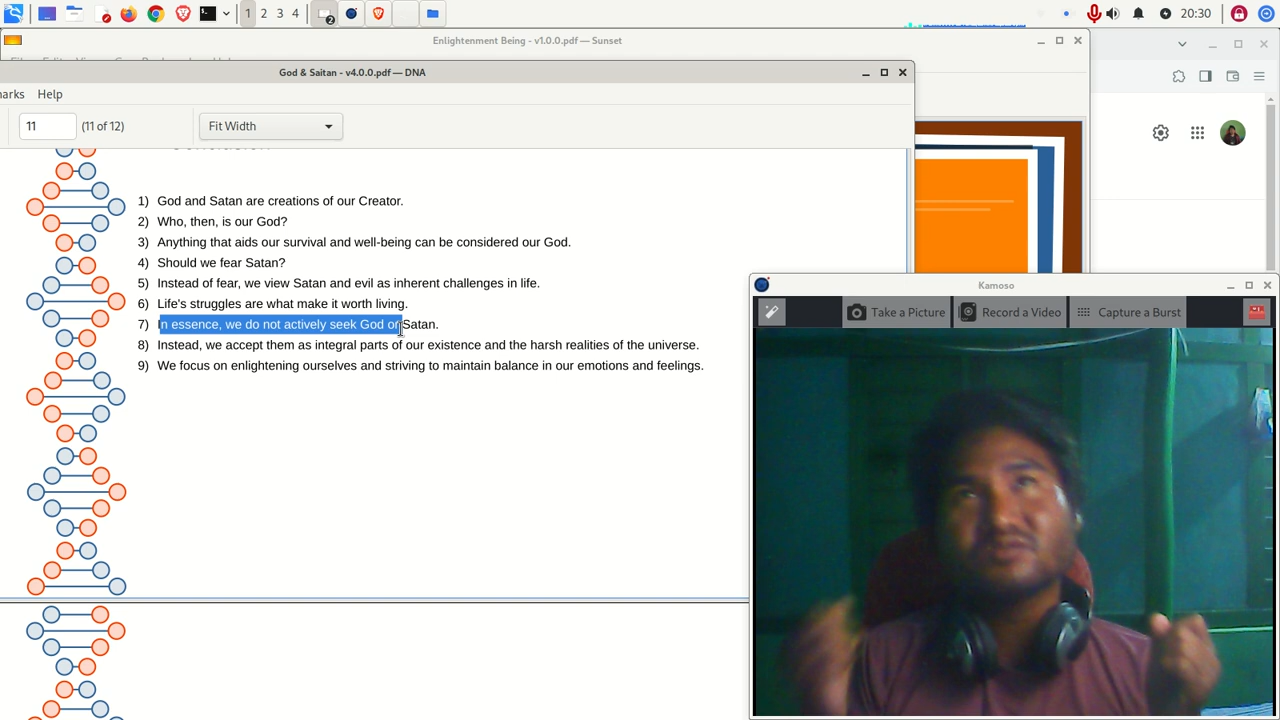 1 2 3 4
2
20:30
Enlightenment Being - v1.0.0.pdf — Sunset
God & Saitan - v4.0.0.pdf — DNA
arks Help
11 (11 of 12) Fit Width
1) God and Satan are creations of our Creator.
2) Who, then, is our God?
3) Anything that aids our survival and well-being can be considered our God.
4) Should we fear Satan?
5) Instead of fear, we view Satan and evil as inherent challenges in life.
6) Life's struggles are what make it worth living.
7) In essence, we do not actively seek God or Satan.
8) Instead, we accept them as integral parts of our existence and the harsh realities of the universe.
9) We focus on enlightening ourselves and striving to maintain balance in our emotions and feelings.
Kamoso
Take a Picture Record a Video Capture a Burst